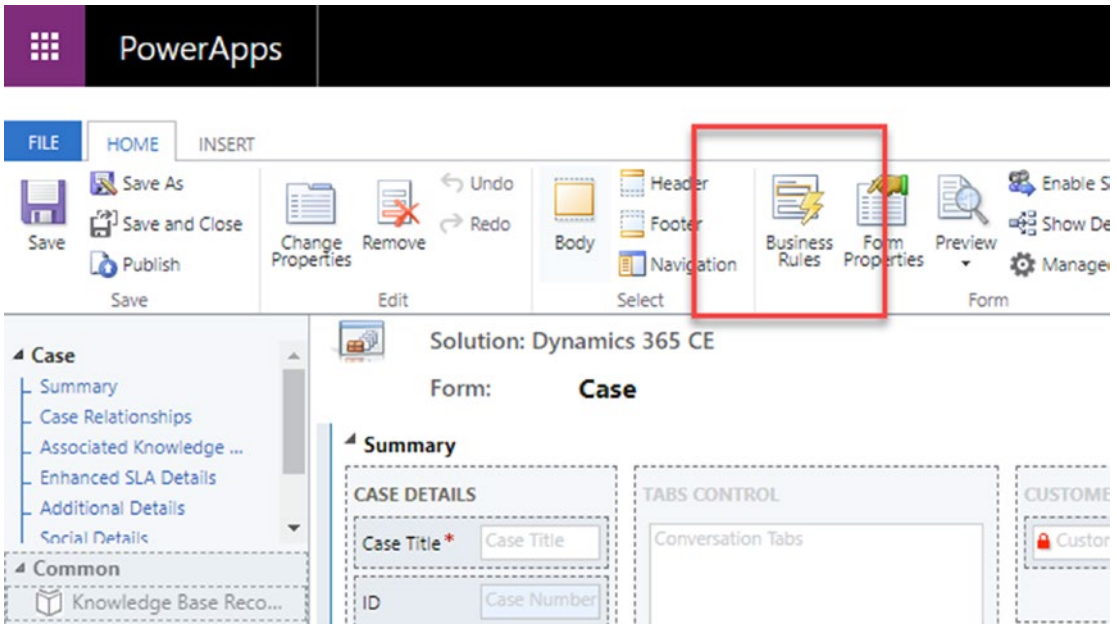 PowerApps
FILE HOME INSERT
Save
Save As
Save and Close
Publish
Save
Change Properties
Remove
Undo
Redo
Edit
Body
Header
Footer
Navigation
Select
Business Rules
Form Properties
Preview
Enable
Show
Form
Case
Summary
Case Relationships
Associated Knowledge ...
Enhanced SLA Details
Additional Details
Social Details
Common
Knowledge Base Reco...
Solution: Dynamics 365 CE
Form: Case
Summary
CASE DETAILS
Case Title* Case Title
ID Case Number
TABS CONTROL
Conversation Tabs